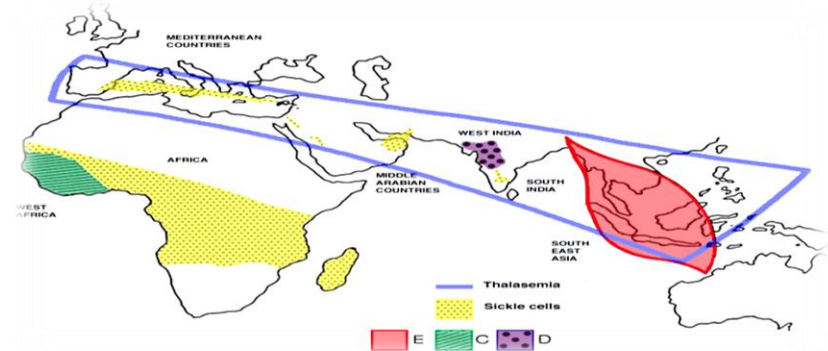 MEDITERRANEAN
COUNTRIES
WEST INDIA
AFRICA
MIDDLE
ARABIAN
COUNTRIES
SOUTH
INDIA
WEST
AFRICA
SOUTH
EAST
ASIA
Thalasemia
Sickle cells
E C D